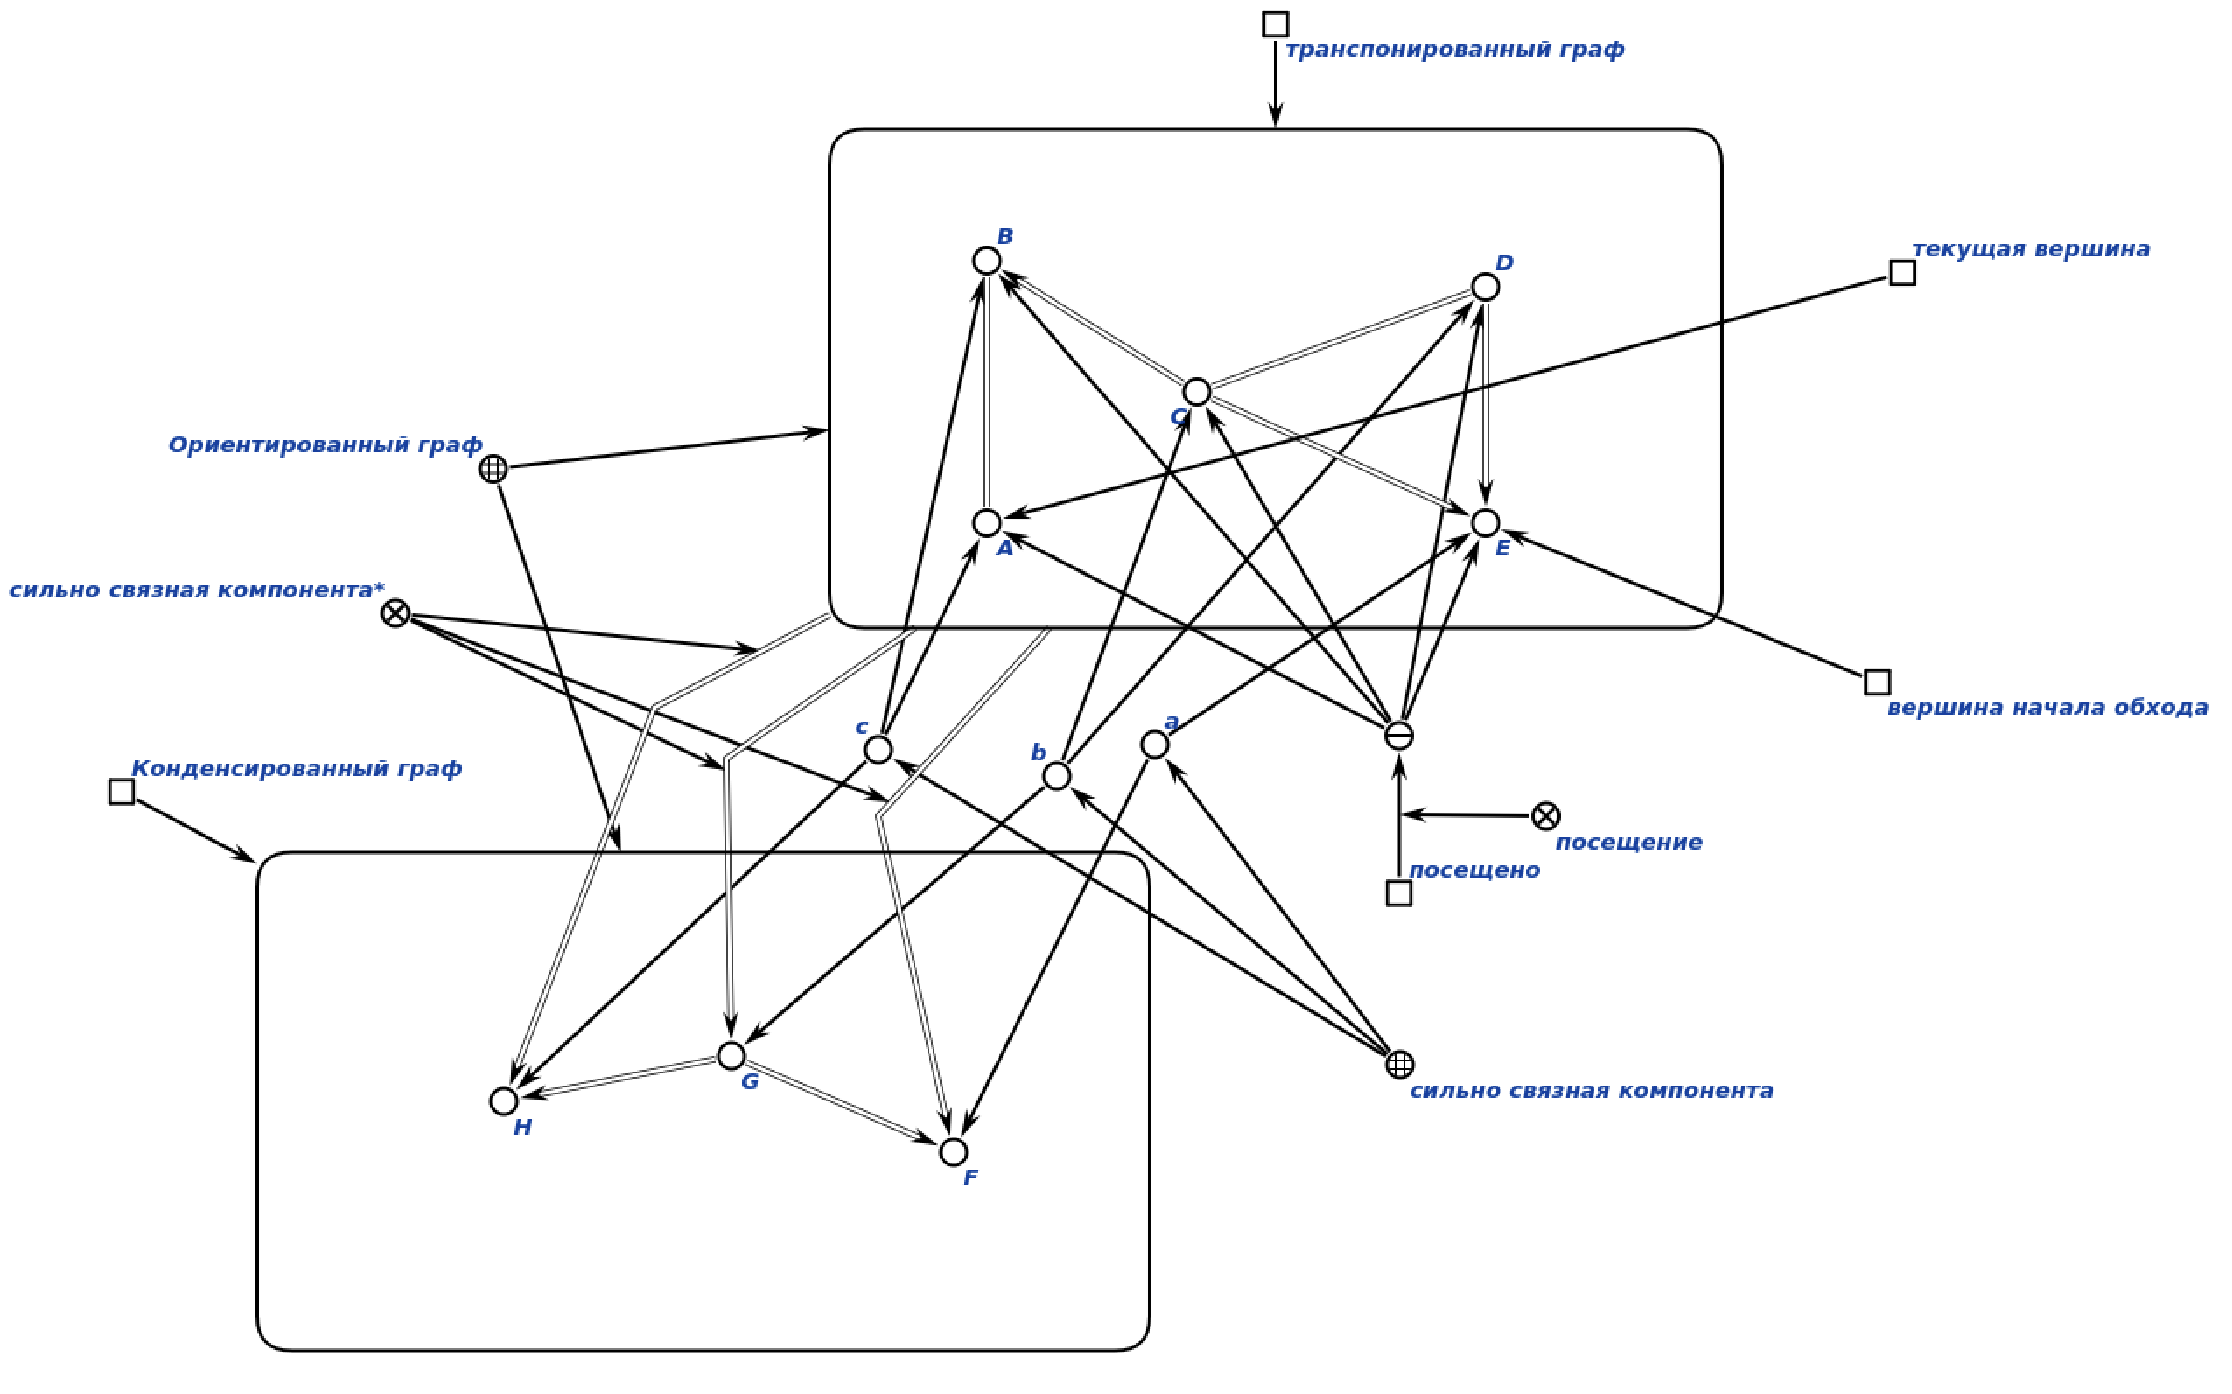 транспонированный граф
B
текущая вершина
D
C
Ориентированный граф
A
E
сильно связная компонента*
вершина начала обхода
a
c
b
Конденсированный граф
посещение
посещено
G
сильно связная компонента
H
F